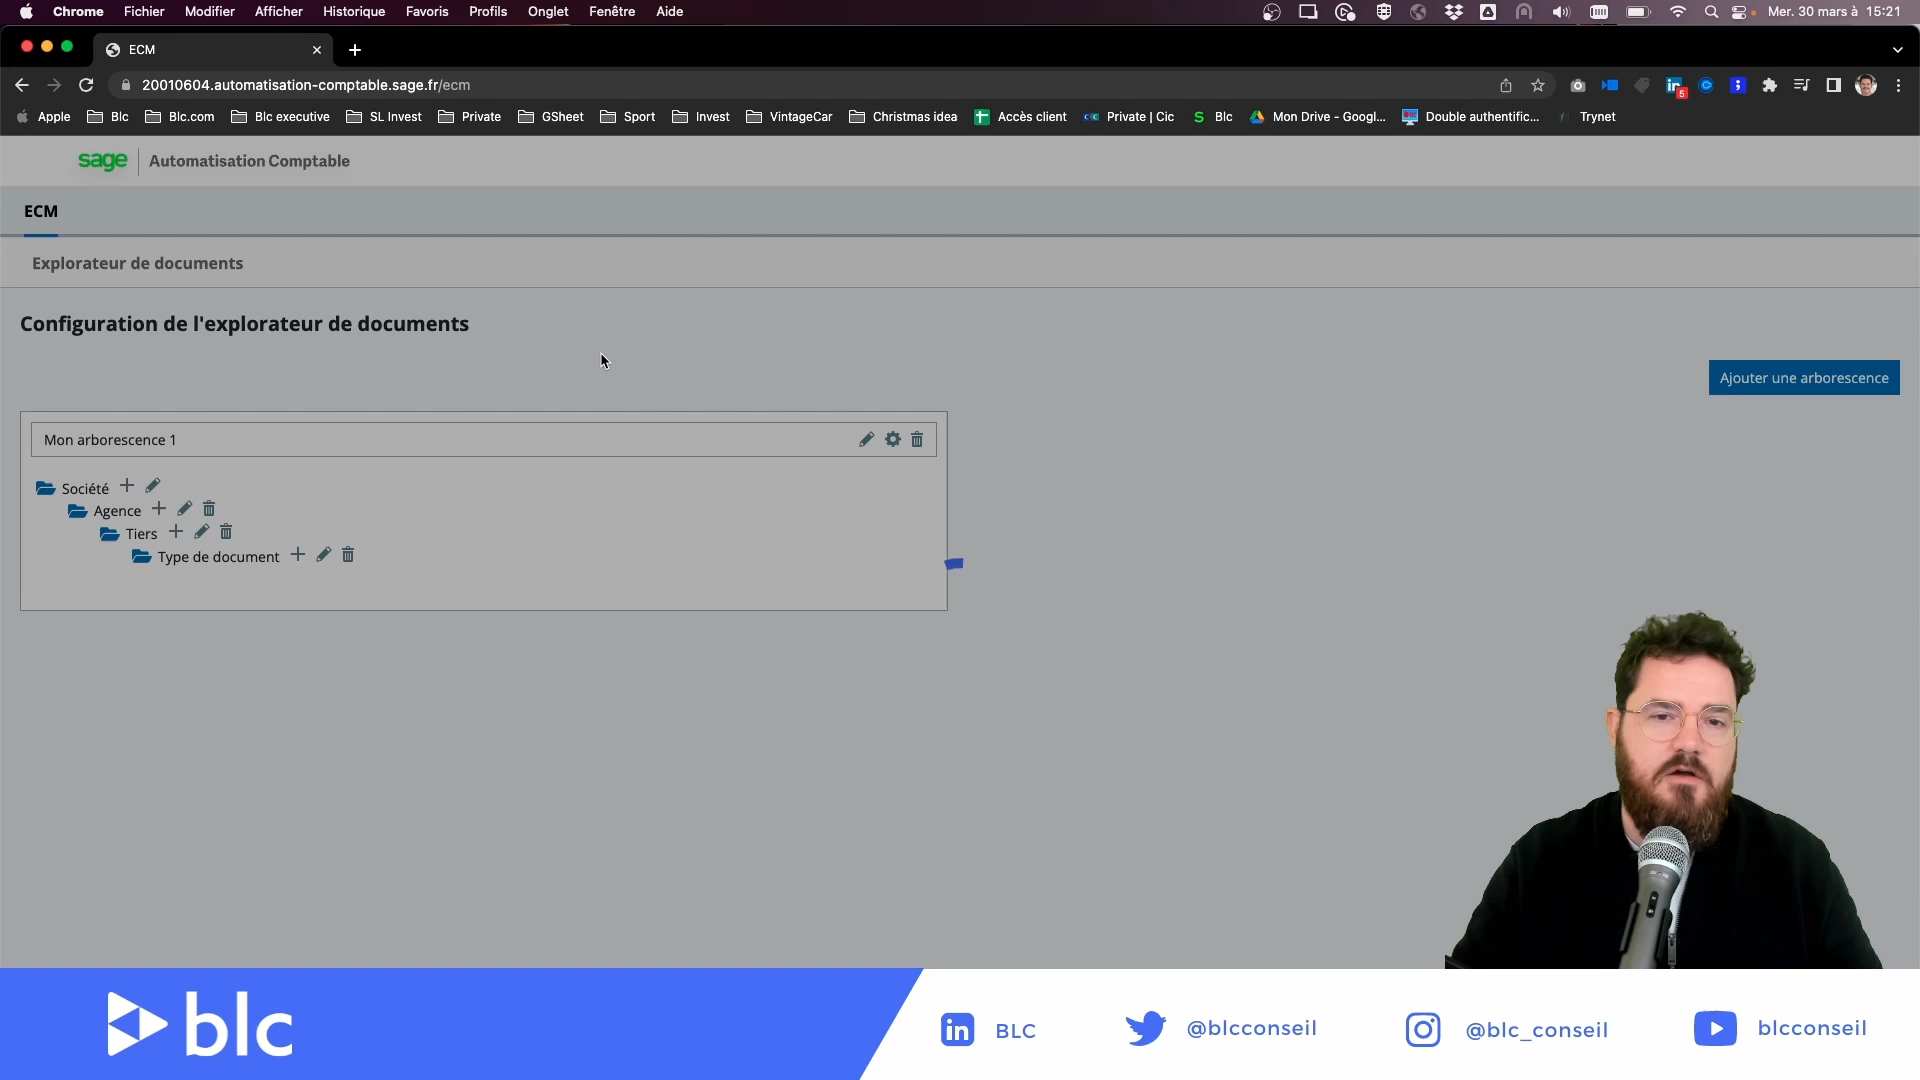 Chrome Fichier Modifier Afficher Historique Favoris Profils Onglet Fenêtre Aide Mer. 30 mars à 15:21
ECM
20010604.automatisation-comptable.sage.fr/ecm
5
Apple Blc Blc.com Blc executive SL Invest Private GSheet Sport Invest VintageCar Christmas idea Accès client Private | Cic Blc Mon Drive - Googl... Double authentific... Trynet
sage Automatisation Comptable
ECM
Explorateur de documents
Configuration de l'explorateur de documents
Ajouter une arborescence
Mon arborescence 1
Société
Agence
Tiers
Type de document
blc
BLC @blcconseil @blc_conseil blcconseil